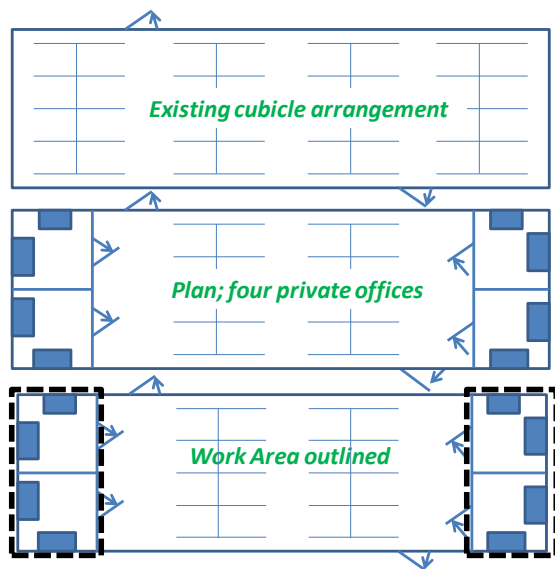 Existing cubicle arrangement
Plan; four private offices
Work Area outlined